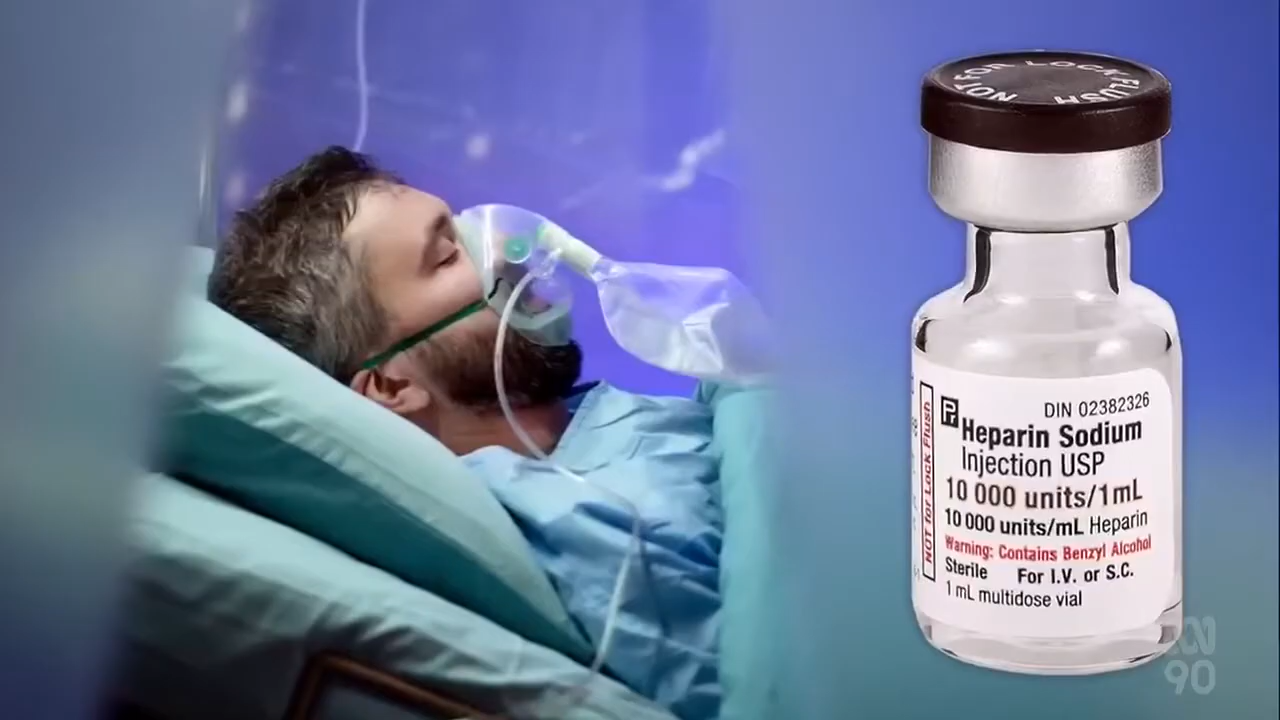 NOT FOR LOCK FLUSH
NOT for Lock Flush
Pr
DIN 02382326
Heparin Sodium
Injection USP
10 000 units/1mL
10 000 units/mL Heparin
Warning: Contains Benzyl Alcohol
Sterile For I.V. or S.C.
1 mL multidose vial
90